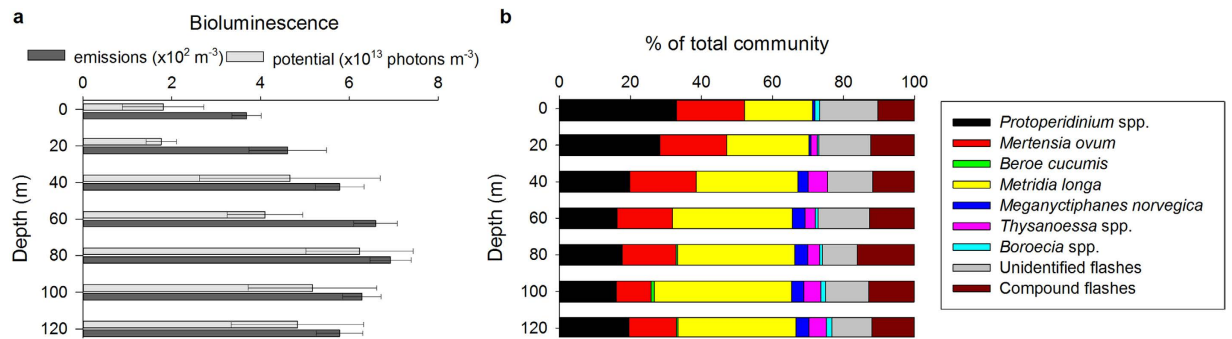 a
Bioluminescence
emissions (x10² m⁻³)
potential (x10¹³ photons m⁻³)
0 2 4 6 8
Depth (m)
0
20
40
60
80
100
120
b
% of total community
0 20 40 60 80 100
Depth (m)
0
20
40
60
80
100
120
Protoperidinium spp.
Mertensia ovum
Beroe cucumis
Metridia longa
Meganyctiphanes norvegica
Thysanoessa spp.
Boroecia spp.
Unidentified flashes
Compound flashes